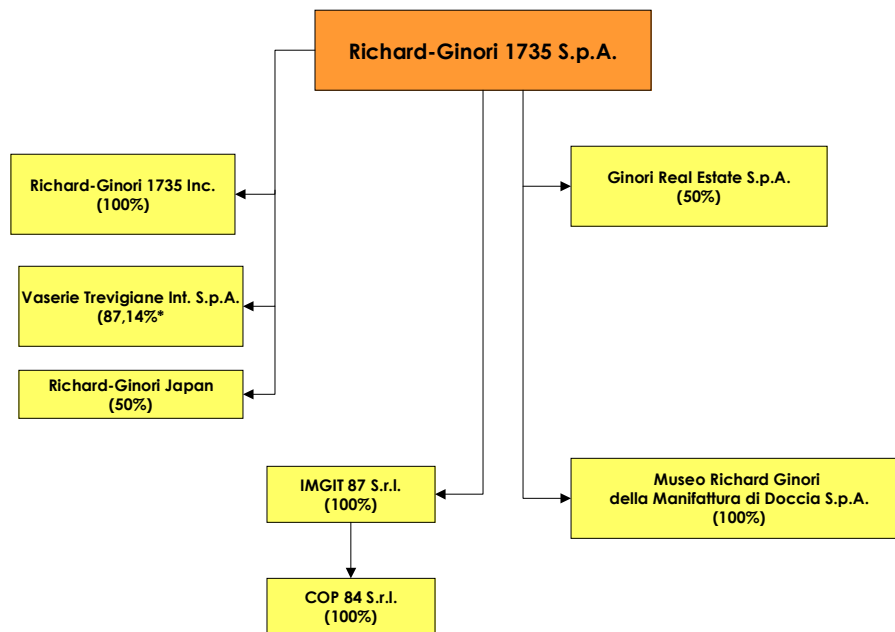 Richard-Ginori 1735 S.p.A.
Richard-Ginori 1735 Inc.
(100%)
Ginori Real Estate S.p.A.
(50%)
Vaserie Trevigiane Int. S.p.A.
(87,14%*
Richard-Ginori Japan
(50%)
IMGIT 87 S.r.l.
(100%)
Museo Richard Ginori
della Manifattura di Doccia S.p.A.
(100%)
COP 84 S.r.l.
(100%)